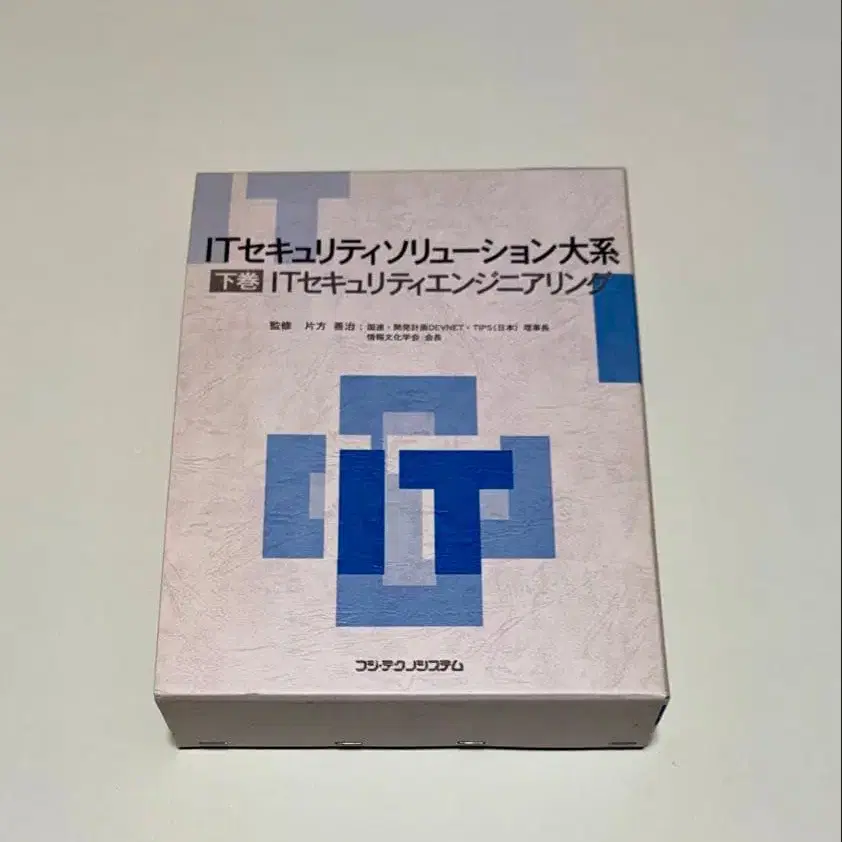 IT
ITセキュリティソリューション大系
下巻 ITセキュリティエンジニアリング
監修 片方 善治：国連・開発計画DEVNET・TIPS(日本) 理事長
情報文化学会 会長
IT
フジ・テクノシステム